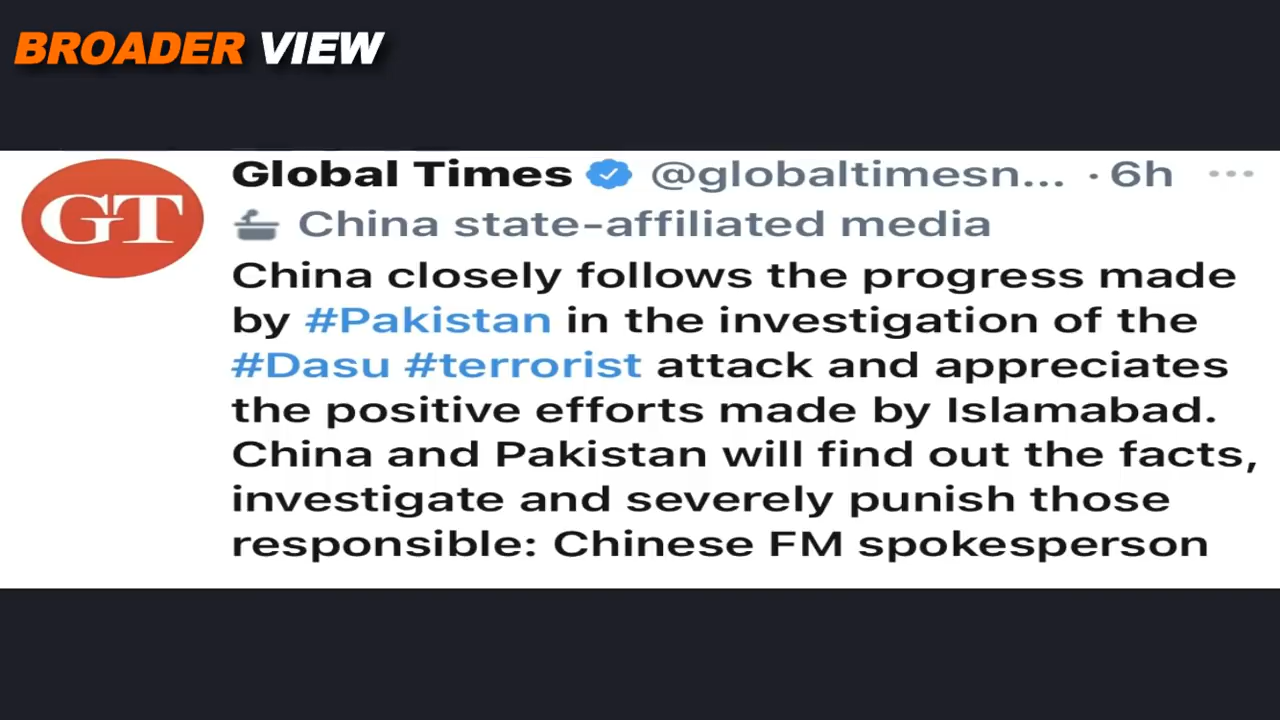 BROADER VIEW
GT
Global Times @globaltimesn... · 6h ...
China state-affiliated media
China closely follows the progress made
by #Pakistan in the investigation of the
#Dasu #terrorist attack and appreciates
the positive efforts made by Islamabad.
China and Pakistan will find out the facts,
investigate and severely punish those
responsible: Chinese FM spokesperson